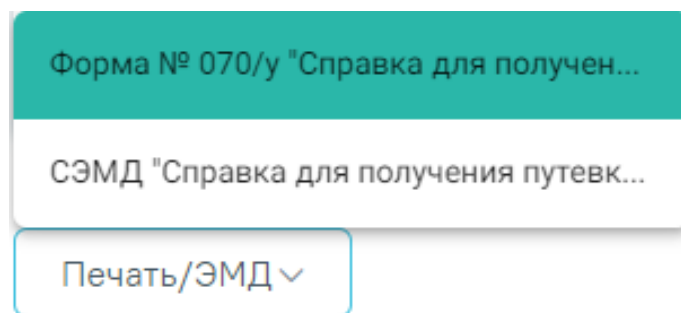 Форма № 070/у "Справка для получен...
СЭМД "Справка для получения путевк...
Печать/ЭМД